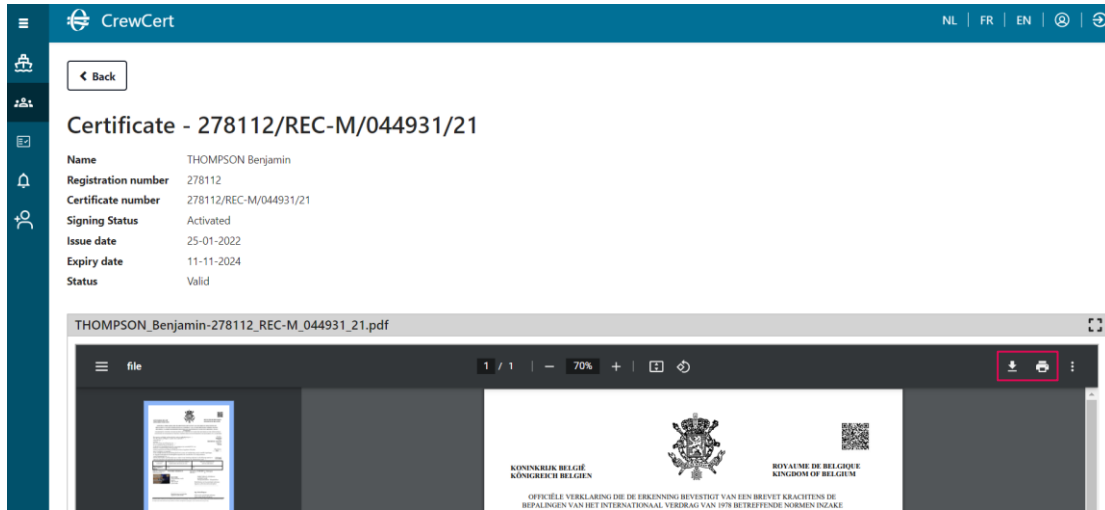 CrewCert
NL | FR | EN
Back
Certificate - 278112/REC-M/044931/21
Name THOMPSON Benjamin
Registration number 278112
Certificate number 278112/REC-M/044931/21
Signing Status Activated
Issue date 25-01-2022
Expiry date 11-11-2024
Status Valid
THOMPSON_Benjamin-278112_REC-M_044931_21.pdf
file 1 / 1 | — 70% + |
KONINKRIJK BELGIË
KÖNIGREICH BELGIEN
ROYAUME DE BELGIQUE
KINGDOM OF BELGIUM
OFFICIËLE VERKLARING DIE DE ERKENNING BEVESTIGT VAN EEN BREVET KRACHTENS DE
BEPALINGEN VAN HET INTERNATIONAAL VERDRAG VAN 1978 BETREFFENDE NORMEN INZAKE